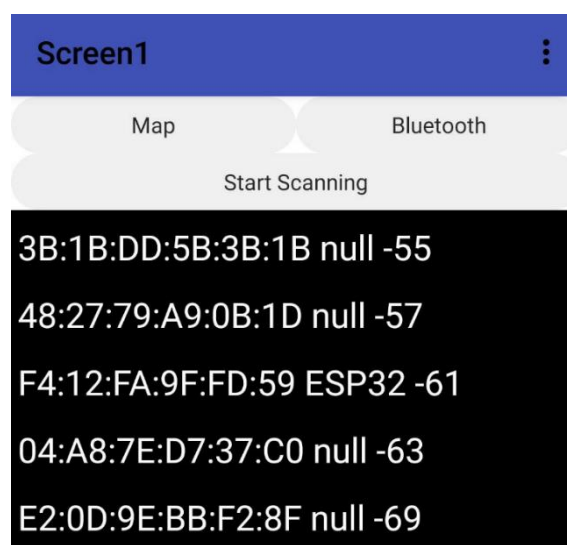 Screen1
Map Bluetooth
Start Scanning
3B:1B:DD:5B:3B:1B null -55
48:27:79:A9:0B:1D null -57
F4:12:FA:9F:FD:59 ESP32 -61
04:A8:7E:D7:37:C0 null -63
E2:0D:9E:BB:F2:8F null -69